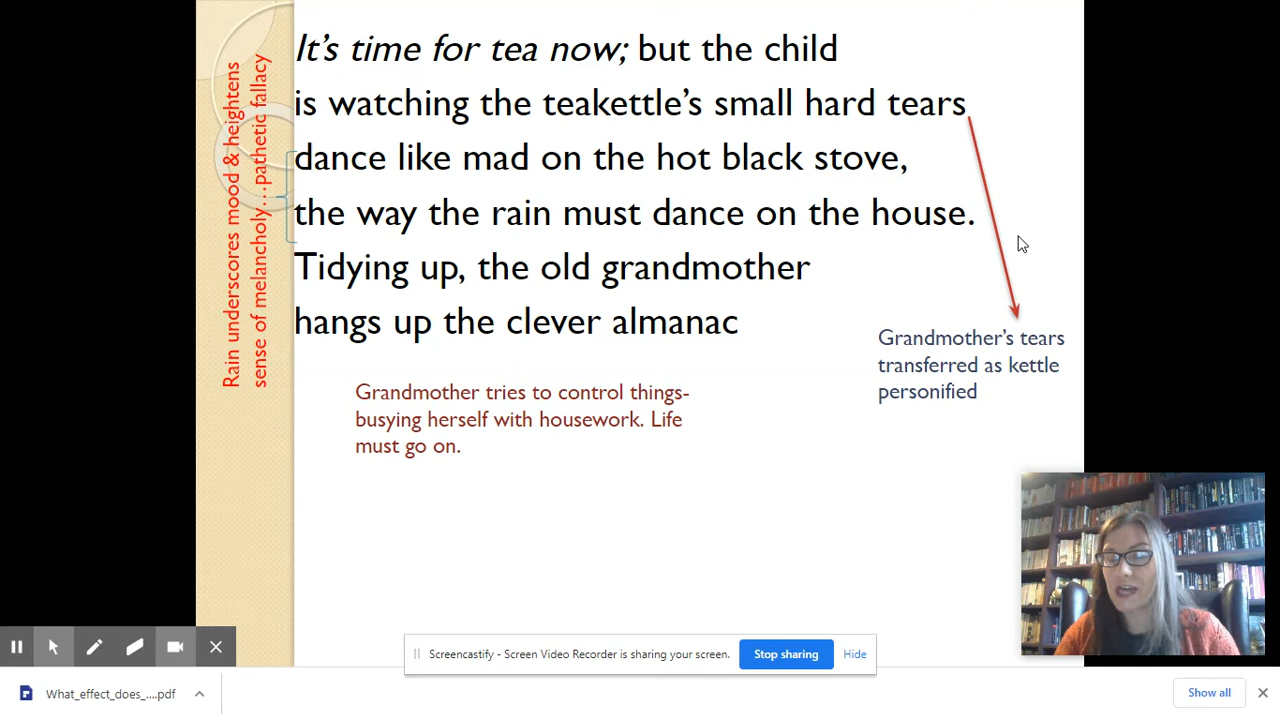 It's time for tea now; but the child
is watching the teakettle's small hard tears
dance like mad on the hot black stove,
the way the rain must dance on the house.
Tidying up, the old grandmother
hangs up the clever almanac
Rain underscores mood & heightens
sense of melancholy…pathetic fallacy
Grandmother's tears
transferred as kettle
personified
Grandmother tries to control things-
busying herself with housework. Life
must go on.
Screencastify - Screen Video Recorder is sharing your screen.
Stop sharing
Hide
What_effect_does_....pdf
Show all